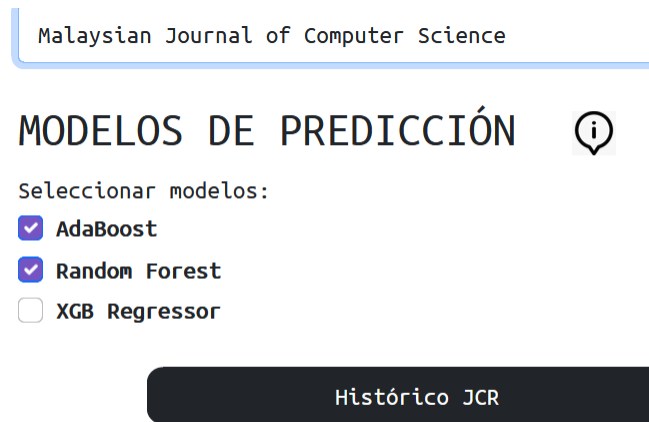 Malaysian Journal of Computer Science
MODELOS DE PREDICCIÓN
Seleccionar modelos:
AdaBoost
Random Forest
XGB Regressor
Histórico JCR